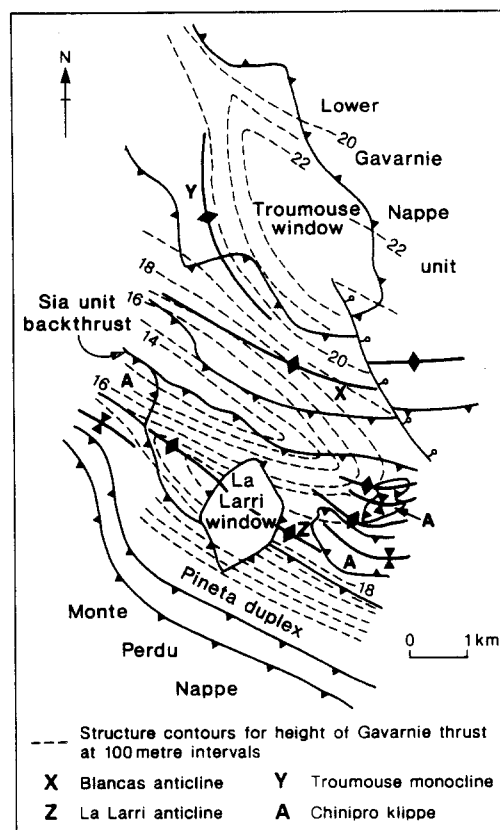 N
Lower
20
Gavarnie
22
Y
Troumouse
window
Nappe
22
unit
18
Sia unit
backthrust
16
14
20
X
A
16
La
Larri
window
Z
A
A
18
Pineta duplex
Monte
Perdu
Nappe
0 1 km
Structure contours for height of Gavarnie thrust
at 100 metre intervals
X Blancas anticline Y Troumouse monocline
Z La Larri anticline A Chinipro klippe